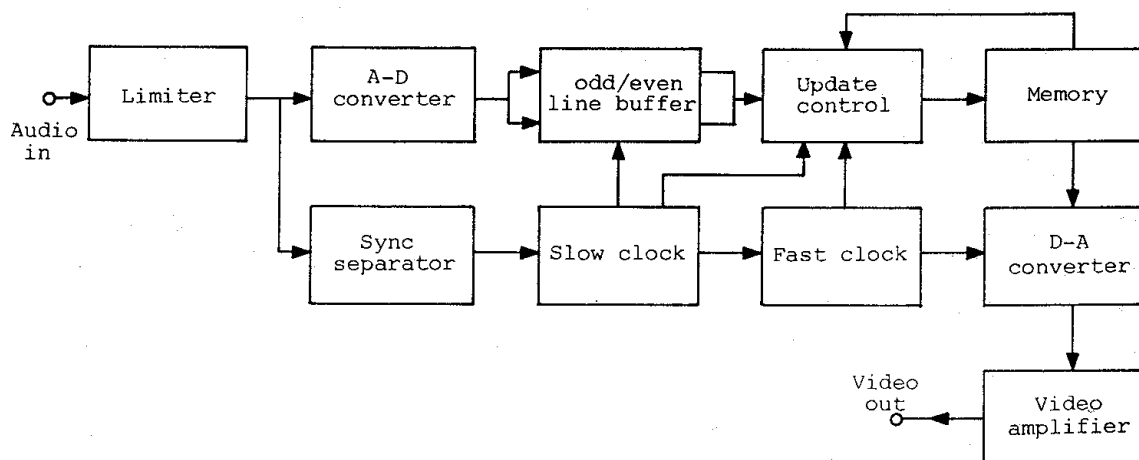 Audio
in
Limiter
A-D
converter
odd/even
line buffer
Update
control
Memory
Sync
separator
Slow clock
Fast clock
D-A
converter
Video
out
Video
amplifier